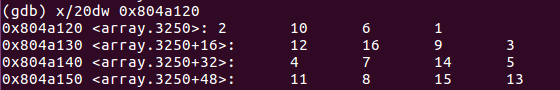 (gdb) x/20dw 0x804a120
0x804a120 <array.3250>: 2 10 6 1
0x804a130 <array.3250+16>: 12 16 9 3
0x804a140 <array.3250+32>: 4 7 14 5
0x804a150 <array.3250+48>: 11 8 15 13